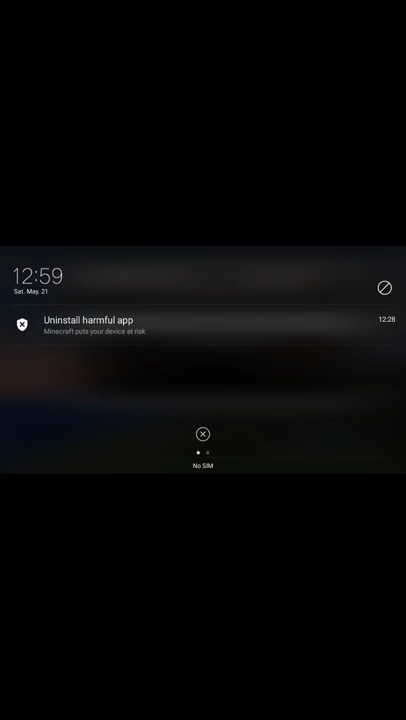 12:59
Sat. May. 21
Uninstall harmful app
12:28
Minecraft puts your device at risk
No SIM